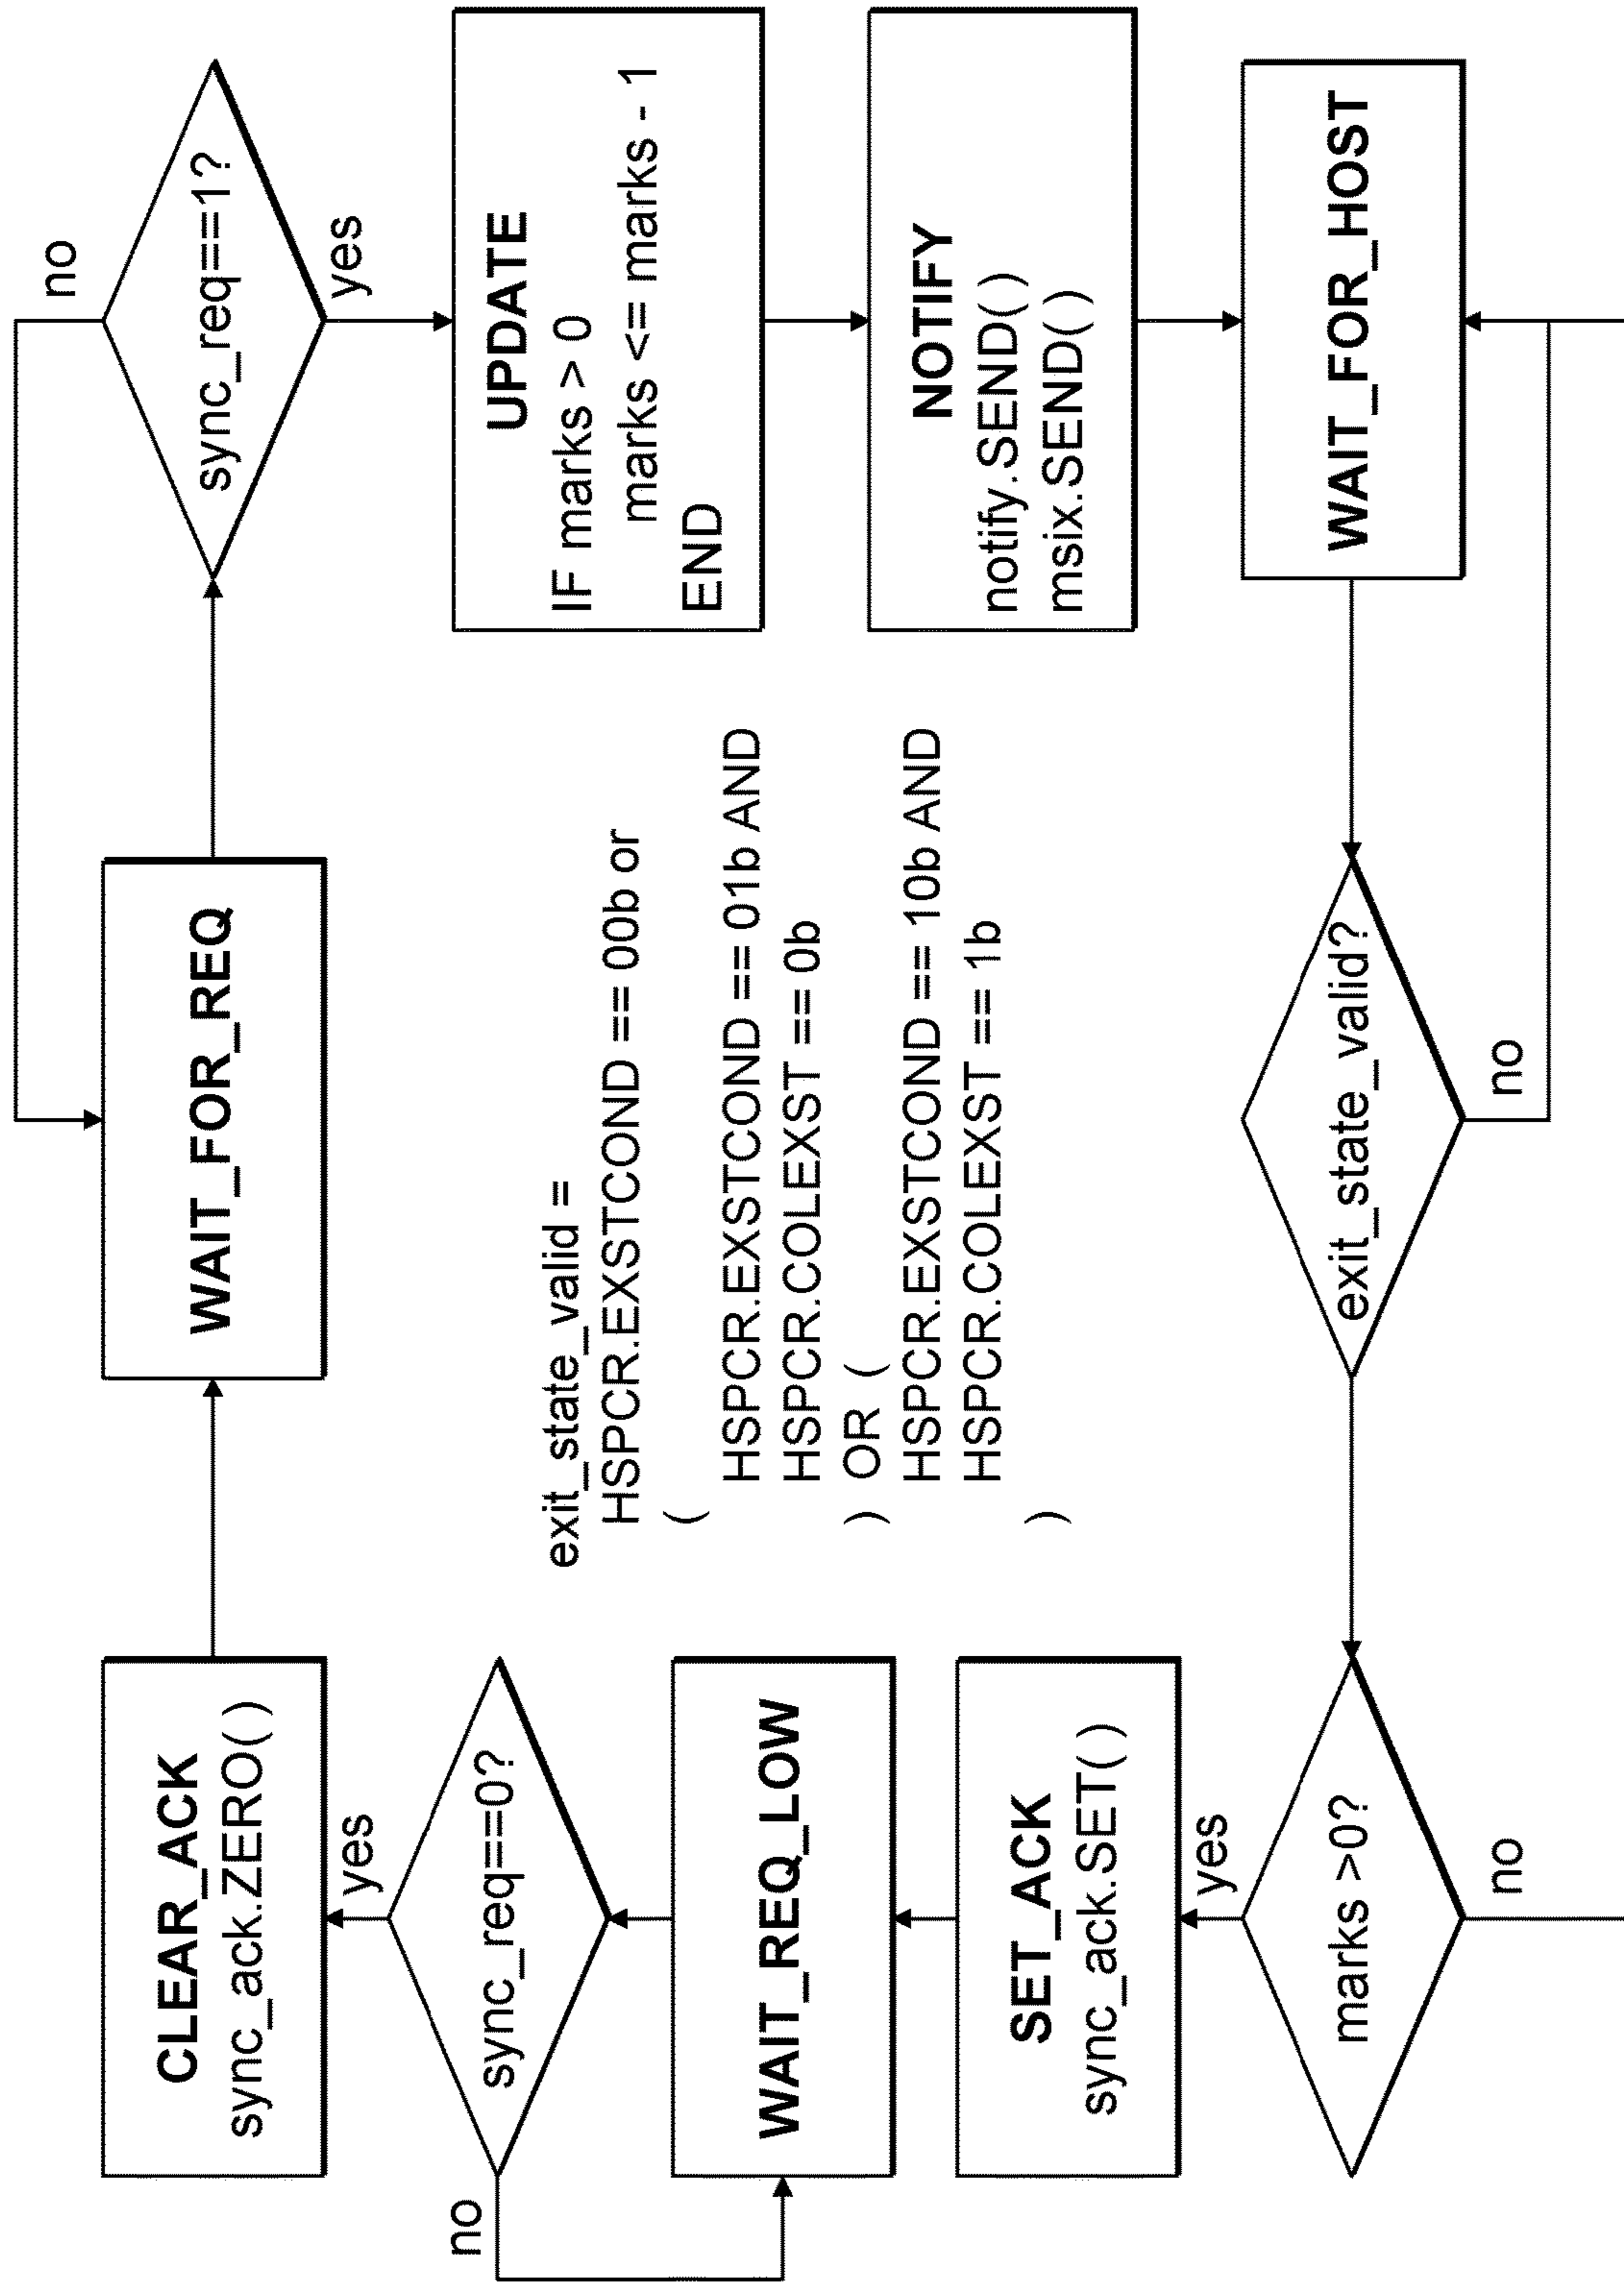 CLEAR_ACK
sync_ack.ZERO( )
WAIT_FOR_REQ
no
sync_req==1?
yes
yes
sync_req==0?
no
WAIT_REQ_LOW
SET_ACK
sync_ack.SET( )
yes
marks >0?
no
exit_state_valid =
HSPCR.EXSTCOND == 00b or
(
HSPCR.EXSTCOND == 01b AND
HSPCR.COLEXST == 0b
) OR (
HSPCR.EXSTCOND == 10b AND
HSPCR.COLEXST == 1b
)
exit_state_valid?
no
UPDATE
IF marks > 0
marks <= marks - 1
END
NOTIFY
notify.SEND( )
msix.SEND( )
WAIT_FOR_HOST